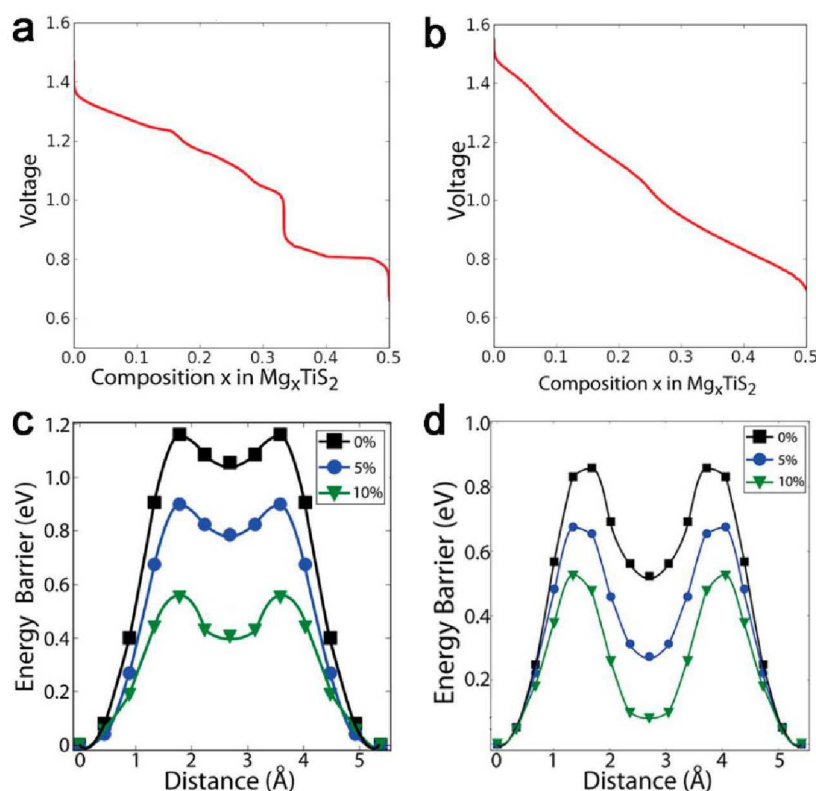 a
1.6
1.4
1.2
1.0
0.8
0.6
Voltage
0.0 0.1 0.2 0.3 0.4 0.5
Composition x in MgₓTiS₂
b
1.6
1.4
1.2
1.0
0.8
0.6
Voltage
0.0 0.1 0.2 0.3 0.4 0.5
Composition x in MgₓTiS₂
c
1.2
1.0
0.8
0.6
0.4
0.2
0
Energy Barrier (eV)
0%
5%
10%
0 1 2 3 4 5
Distance (Å)
d
1.0
0.8
0.6
0.4
0.2
Energy Barrier (eV)
0%
5%
10%
0 1 2 3 4 5
Distance (Å)